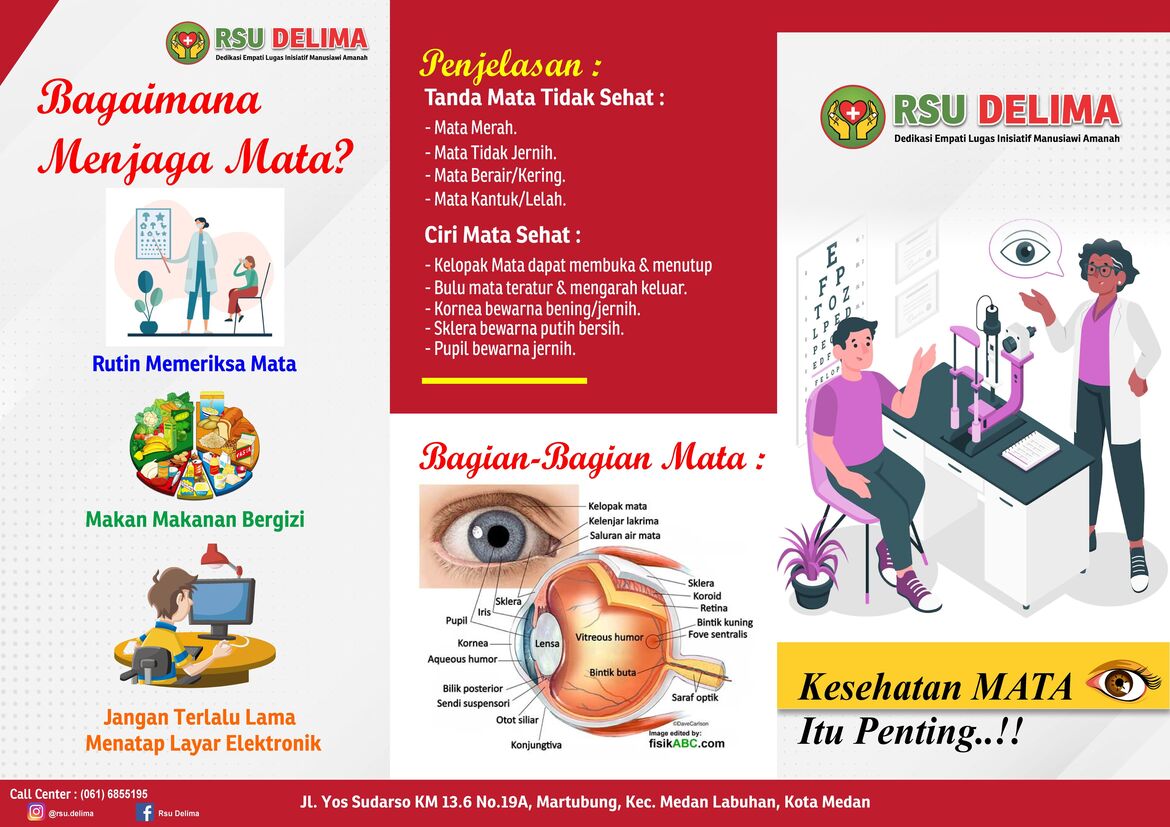 RSU DELIMA
Dedikasi Empati Lugas Inisiatif Manusiawi Amanah
Bagaimana
Menjaga Mata?
Rutin Memeriksa Mata
Makan Makanan Bergizi
Jangan Terlalu Lama
Menatap Layar Elektronik
Penjelasan :
Tanda Mata Tidak Sehat :
- Mata Merah.
- Mata Tidak Jernih.
- Mata Berair/Kering.
- Mata Kantuk/Lelah.
Ciri Mata Sehat :
- Kelopak Mata dapat membuka & menutup
- Bulu mata teratur & mengarah keluar.
- Kornea bewarna bening/jernih.
- Sklera bewarna putih bersih.
- Pupil bewarna jernih.
Bagian-Bagian Mata :
Kelopak mata
Kelenjar lakrima
Saluran air mata
Sklera
Iris
Pupil
Kornea
Aqueous humor
Bilik posterior
Sendi suspensori
Otot siliar
Konjungtiva
Lensa
Vitreous humor
Bintik buta
Sklera
Koroid
Retina
Bintik kuning
Fove sentralis
Saraf optik
©DaveCarlson
Image edited by:
fisikABC.com
RSU DELIMA
Dedikasi Empati Lugas Inisiatif Manusiawi Amanah
E
F P
T O Z
L P E D
Kesehatan MATA
Itu Penting..!!
Call Center : (061) 6855195
@rsu.delima
Rsu Delima
Jl. Yos Sudarso KM 13.6 No.19A, Martubung, Kec. Medan Labuhan, Kota Medan